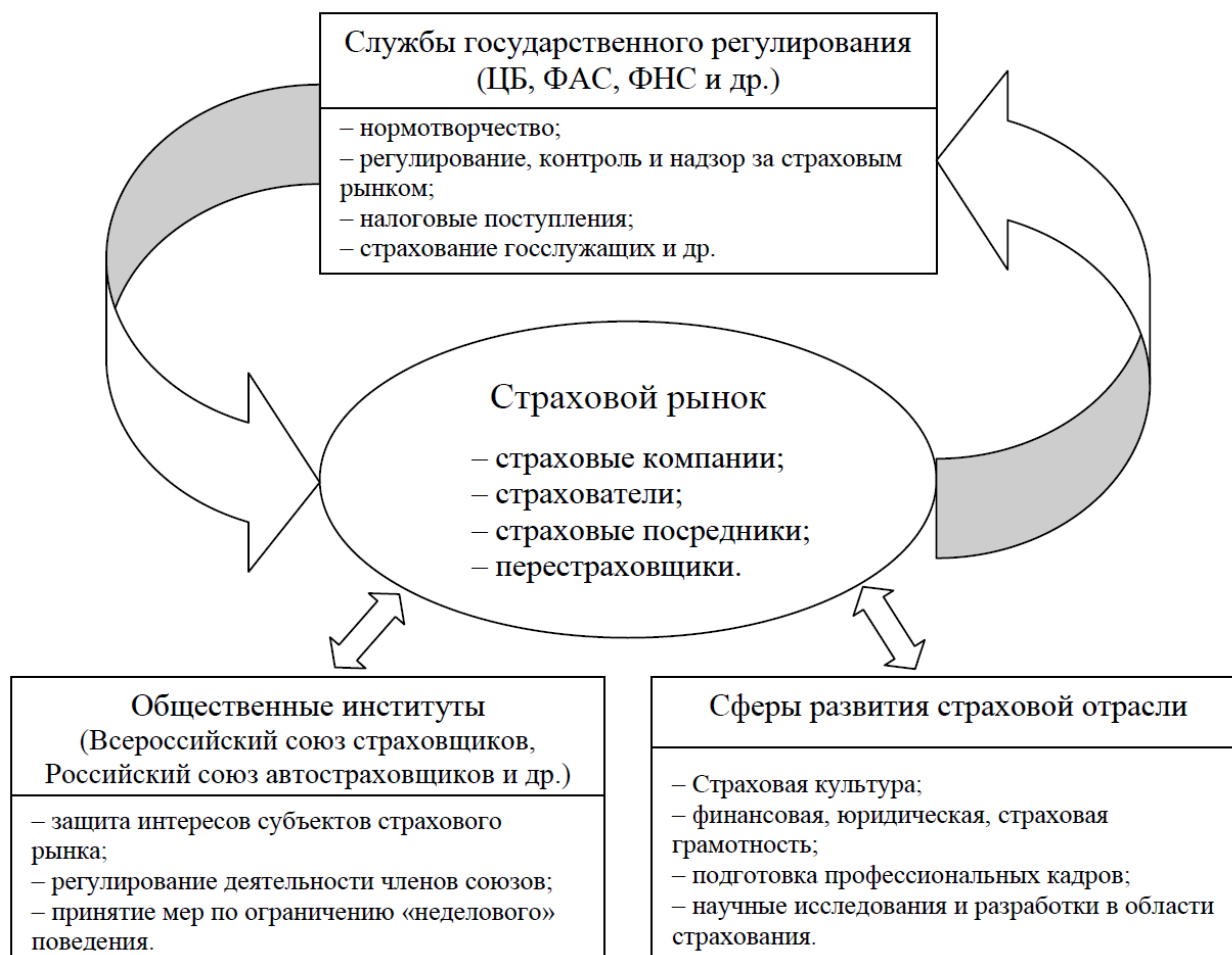 Службы государственного регулирования
(ЦБ, ФАС, ФНС и др.)
– нормотворчество;
– регулирование, контроль и надзор за страховым
рынком;
– налоговые поступления;
– страхование госслужащих и др.
Страховой рынок
– страховые компании;
– страхователи;
– страховые посредники;
– перестраховщики.
Общественные институты
(Всероссийский союз страховщиков,
Российский союз автостраховщиков и др.)
– защита интересов субъектов страхового
рынка;
– регулирование деятельности членов союзов;
– принятие мер по ограничению «неделового»
поведения.
Сферы развития страховой отрасли
– Страховая культура;
– финансовая, юридическая, страховая
грамотность;
– подготовка профессиональных кадров;
– научные исследования и разработки в области
страхования.